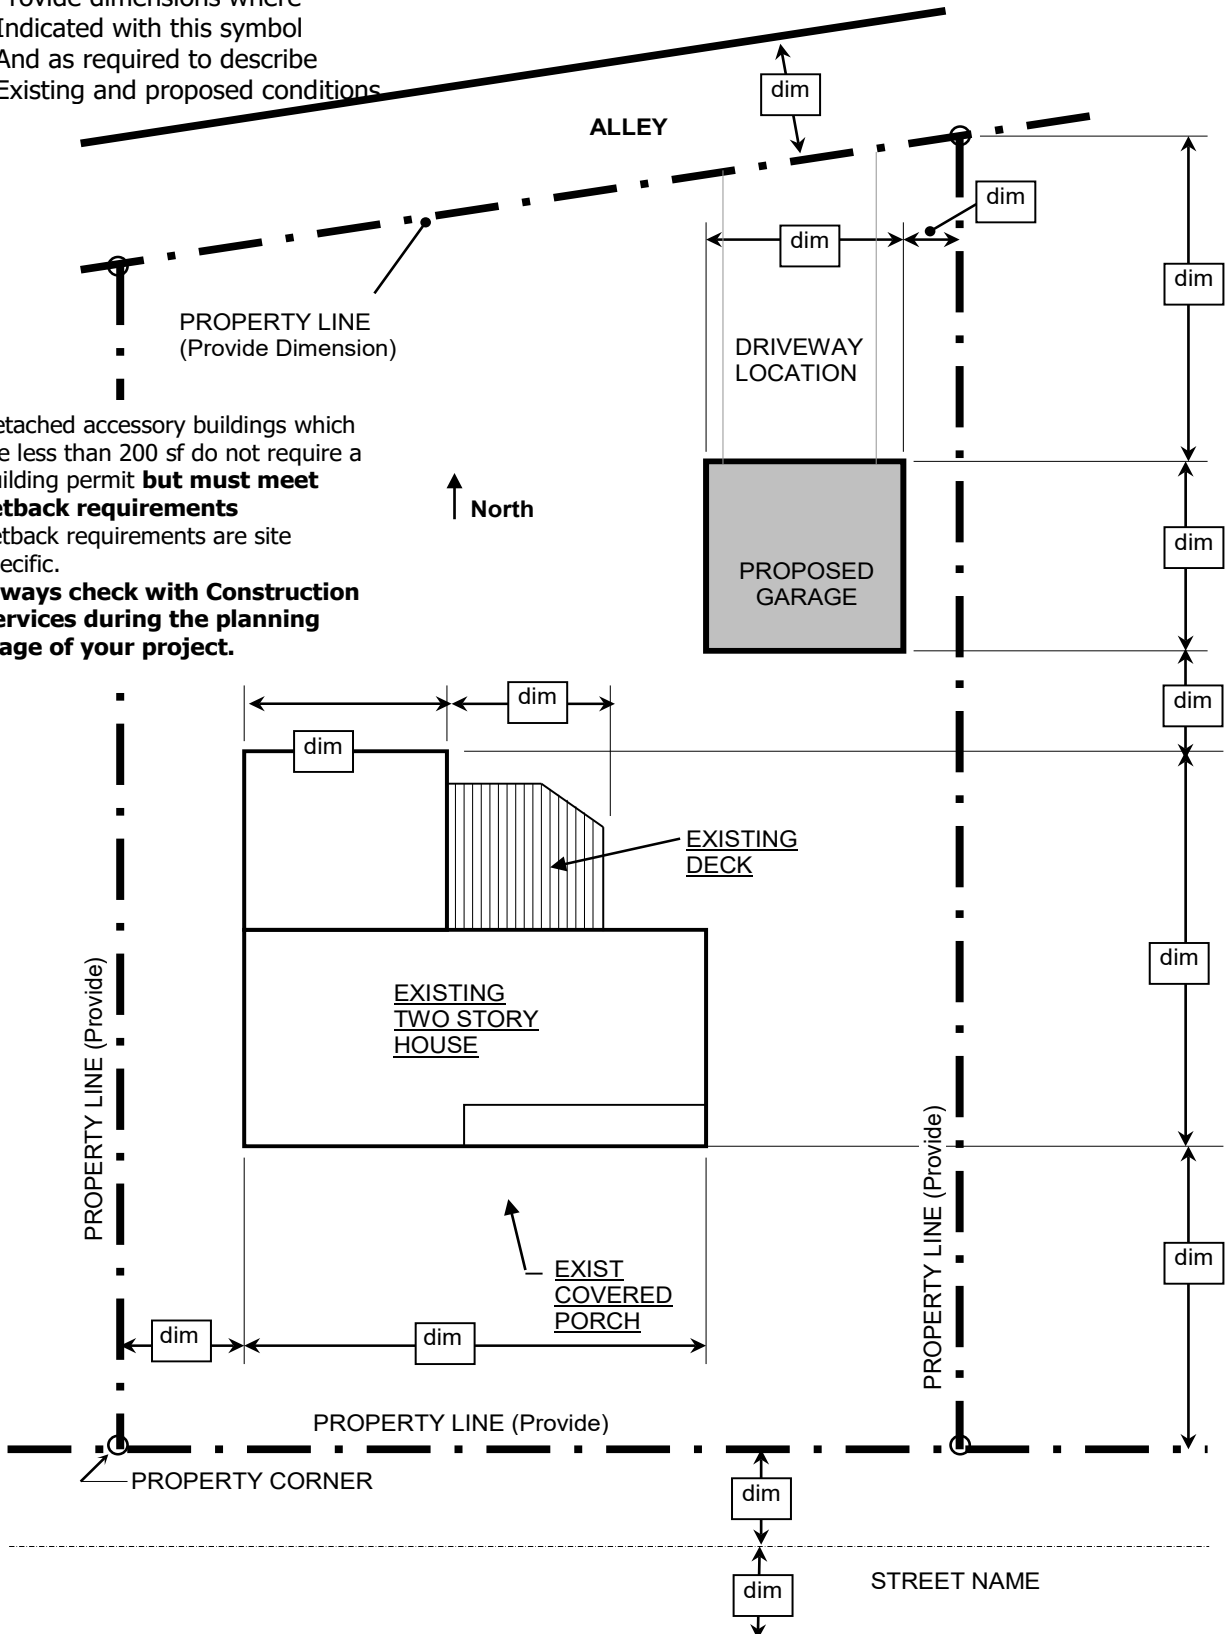 rovide dimensions where
Indicated with this symbol
And as required to describe
Existing and proposed conditions
dim
ALLEY
dim
dim
dim
PROPERTY LINE
(Provide Dimension)
DRIVEWAY
LOCATION
etached accessory buildings which
e less than 200 sf do not require a
uilding permit but must meet
etback requirements
etback requirements are site
ecific.
ways check with Construction
ervices during the planning
age of your project.
North
PROPOSED
GARAGE
dim
dim
dim
dim
EXISTING
DECK
dim
EXISTING
TWO STORY
HOUSE
PROPERTY LINE (Provide)
PROPERTY LINE (Provide)
dim
EXIST
COVERED
PORCH
dim
dim
dim
PROPERTY LINE (Provide)
PROPERTY CORNER
dim
STREET NAME
dim